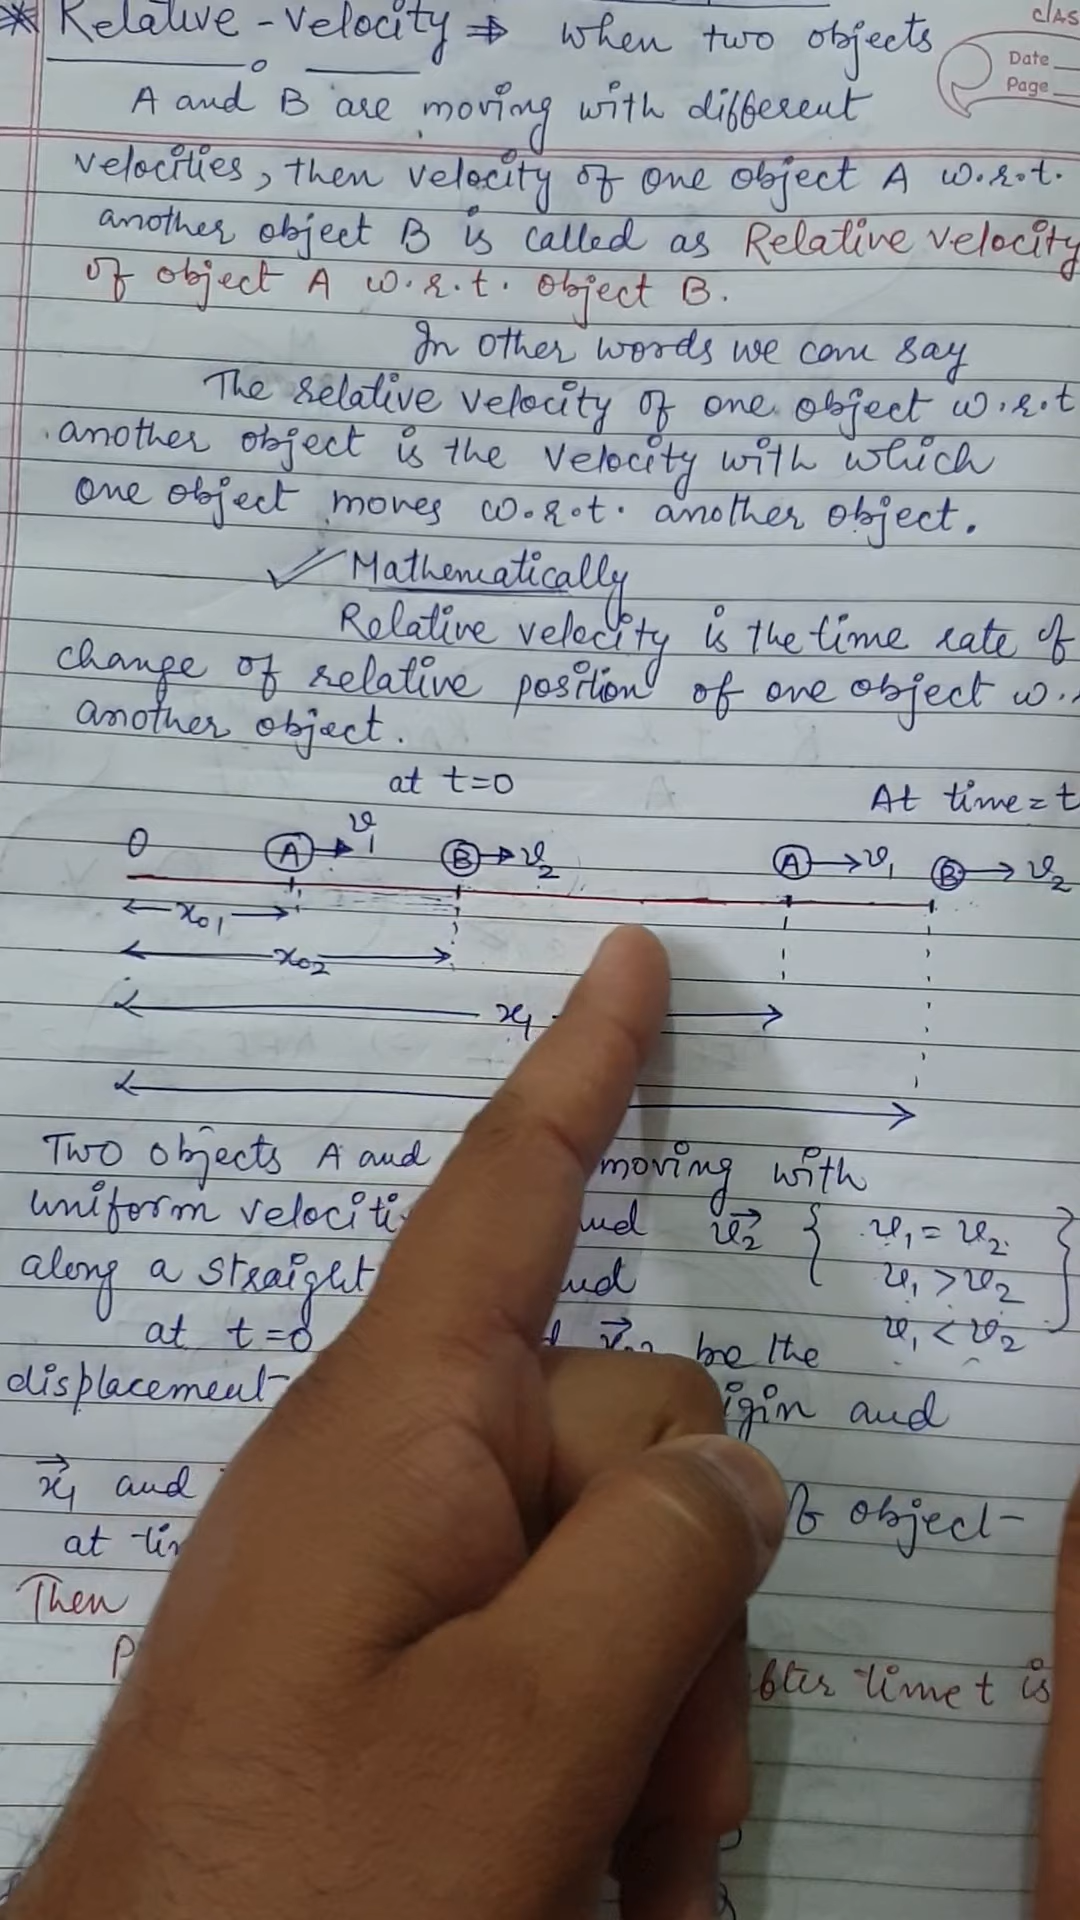 * Relative-velocity ⇒ when two objects
CLAS
Date
Page
A and B are moving with different
velocities, then velocity of one object A w.r.t.
another object B is called as Relative velocity
of object A w.r.t. object B.
In other words we can say
The relative velocity of one object w.r.t
another object is the velocity with which
one object moves w.r.t. another object.
Mathematically
Relative velocity is the time rate of
change of relative position of one object w.
another object.
at t=0 At time=t
O A → v₁ B → v₂ A → v₁ B → v₂
x₀₁
x₀₂
x₁
Two objects A and moving with
uniform velociti v₂⃗ { v₁ = v₂
along a straight v₁ > v₂ }
at t=0 be the v₁ < v₂
displacement and
x₁⃗ and of object-
at
Then
time t is